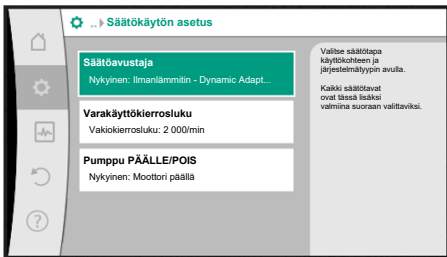 ..▶ Säätökäytön asetus
Säätöavustaja
Nykyinen: Ilmanlämmitin - Dynamic Adapt...
Varakäyttökierrosluku
Vakiokierrosluku: 2 000/min
Pumppu PÄÄLLE/POIS
Nykyinen: Moottori päällä
Valitse säätötapa
käyttökohteen ja
järjestelmätyypin avulla.
Kaikki säätötavat
ovat tässä lisäksi
valmiina suoraan valittaviksi.
?